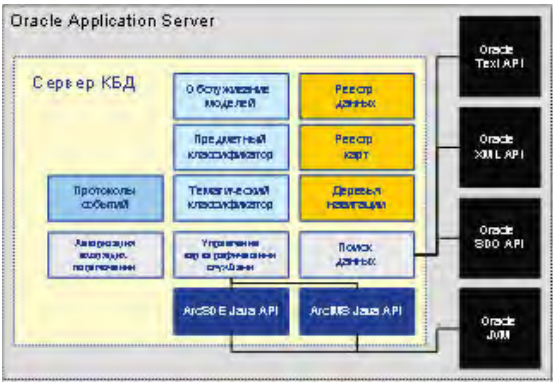 Oracle Application Server
Сервер КБД
Обслуживание
моделей
Реестр
данных
Предметный
классификатор
Реестр
карт
Протоколы
событий
Тематический
классификатор
Деревья
навигации
Авторизация
входящих
подключений
Управление
картографическими
службами
Поиск
данных
ArcSDE Java API
ArcIMS Java API
Oracle
Text API
Oracle
XML API
Oracle
SDO API
Oracle
JVM